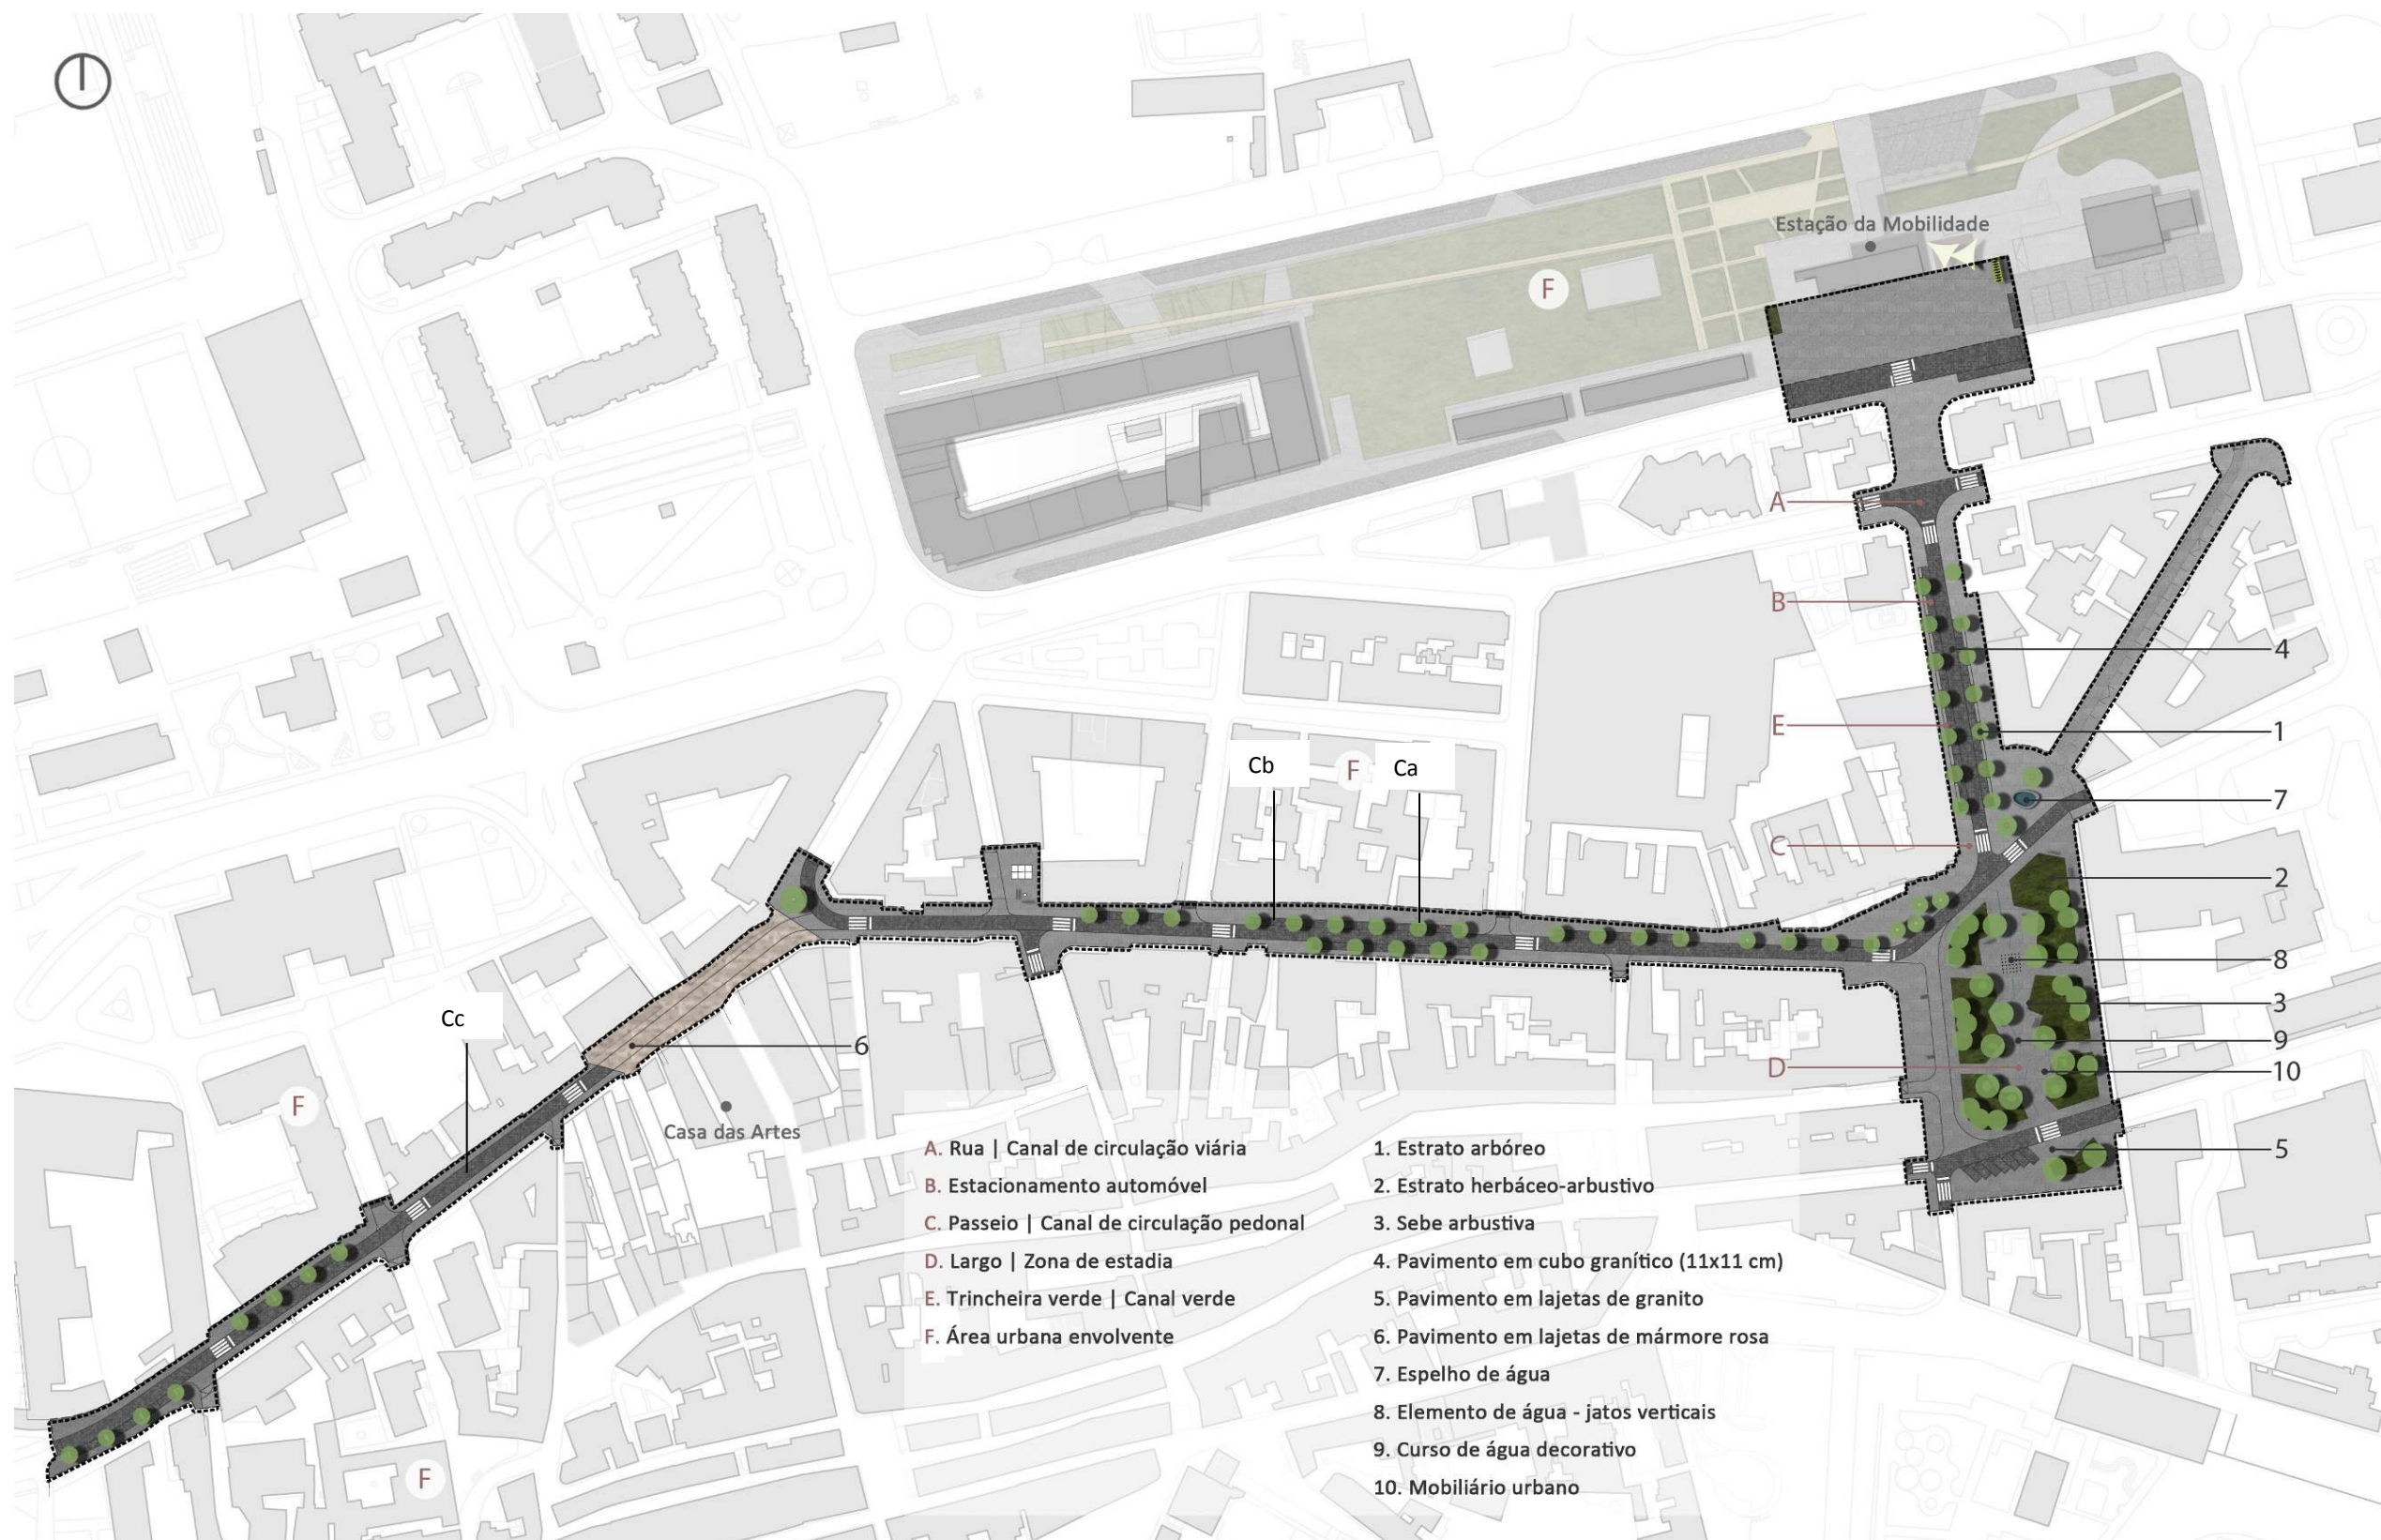 Estação da Mobilidade
F
A
B
4
E
1
Cb
F
Ca
7
C
2
8
Cc
3
6
9
D
10
F
Casa das Artes
5
A. Rua | Canal de circulação viária
B. Estacionamento automóvel
C. Passeio | Canal de circulação pedonal
D. Largo | Zona de estadia
E. Trincheira verde | Canal verde
F. Área urbana envolvente
1. Estrato arbóreo
2. Estrato herbáceo-arbustivo
3. Sebe arbustiva
4. Pavimento em cubo granítico (11x11 cm)
5. Pavimento em lajetas de granito
6. Pavimento em lajetas de mármore rosa
7. Espelho de água
8. Elemento de água - jatos verticais
9. Curso de água decorativo
10. Mobiliário urbano
F